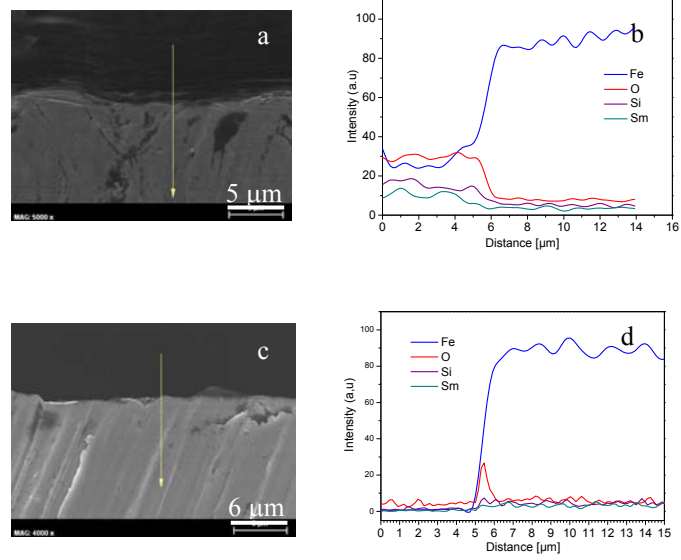 a
MAG: 5000 x
5 µm
b
Intensity (a.u)
100
80
60
40
20
0
Fe
O
Si
Sm
0 2 4 6 8 10 12 14 16
Distance [µm]
c
MAG: 4000 x
6 µm
d
Intensity (a,u)
100
80
60
40
20
0
Fe
O
Si
Sm
0 1 2 3 4 5 6 7 8 9 10 11 12 13 14 15
Distance [µm]